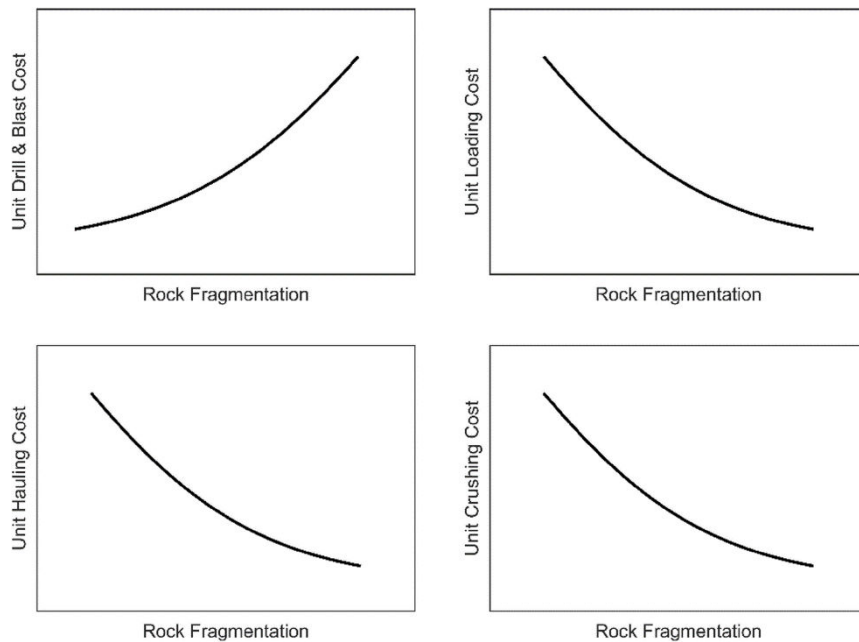 Unit Drill & Blast Cost
Rock Fragmentation
Unit Loading Cost
Rock Fragmentation
Unit Hauling Cost
Rock Fragmentation
Unit Crushing Cost
Rock Fragmentation